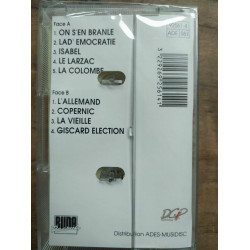 Face A
1. ON S'EN BRANLE
2. LAD' EMOCRATIE
3. ISABEL
4. LE LARZAC
5. LA COLOMBE
Face B
1. L'ALLEMAND
2. COPERNIC
3. LA VIEILLE
4. GISCARD ELECTION
DGP
Distribution ADES-MUSIDISC